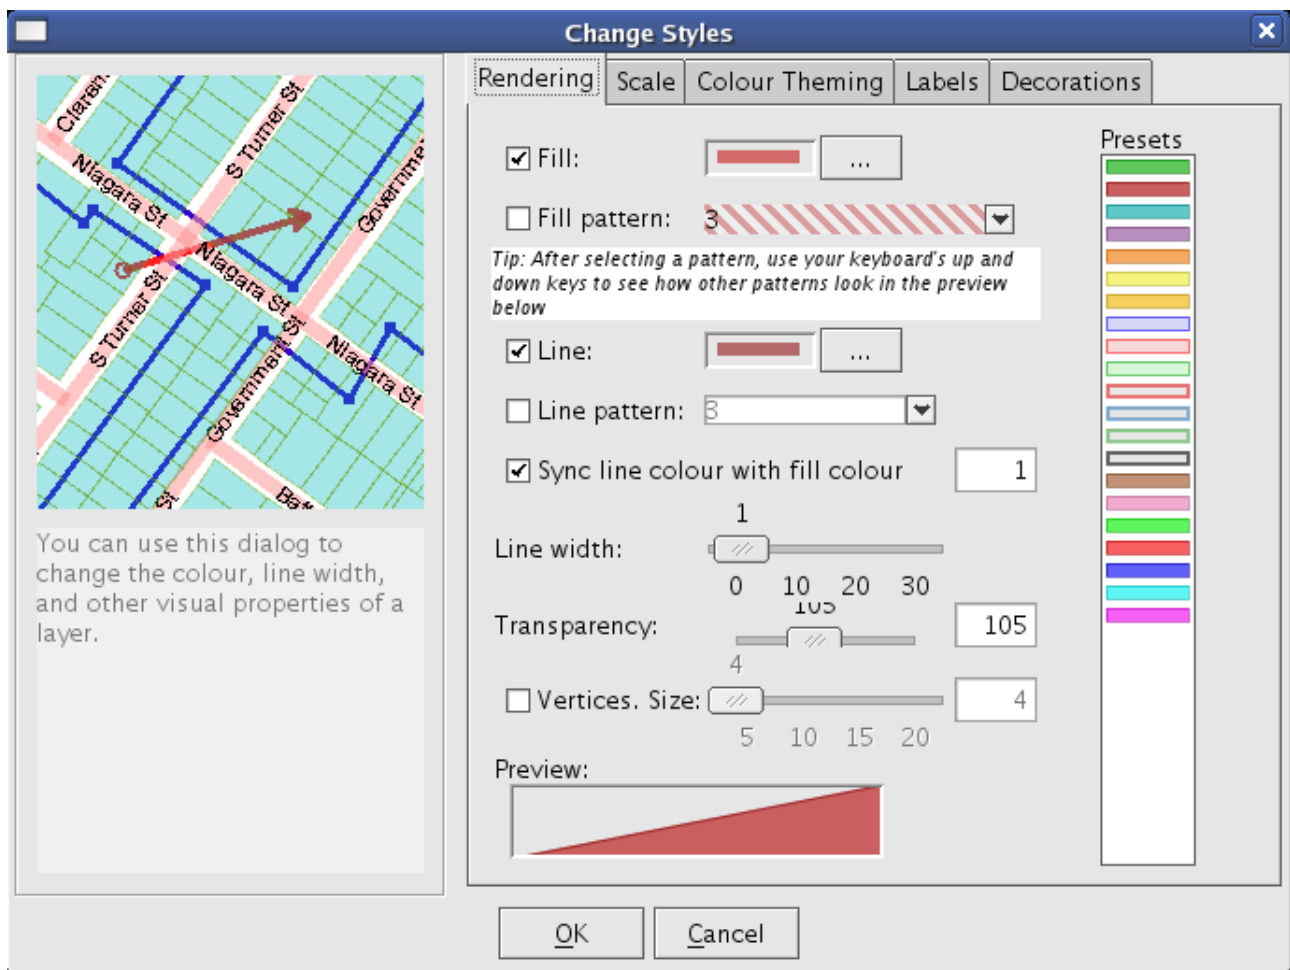 Change Styles
Claren
S Turner St
Niagara St
Governmen
Niagara St
S Turner St
Niagara St
Government St
St
St
Bat
You can use this dialog to
change the colour, line width,
and other visual properties of a
layer.
Rendering Scale Colour Theming Labels Decorations
Fill: ...
Fill pattern: 3
Tip: After selecting a pattern, use your keyboard's up and
down keys to see how other patterns look in the preview
below
Line: ...
Line pattern: 3
Sync line colour with fill colour 1
1
Line width:
0 10 20 30
105
Transparency: 105
4
Vertices. Size: 4
5 10 15 20
Preview:
Presets
OK Cancel